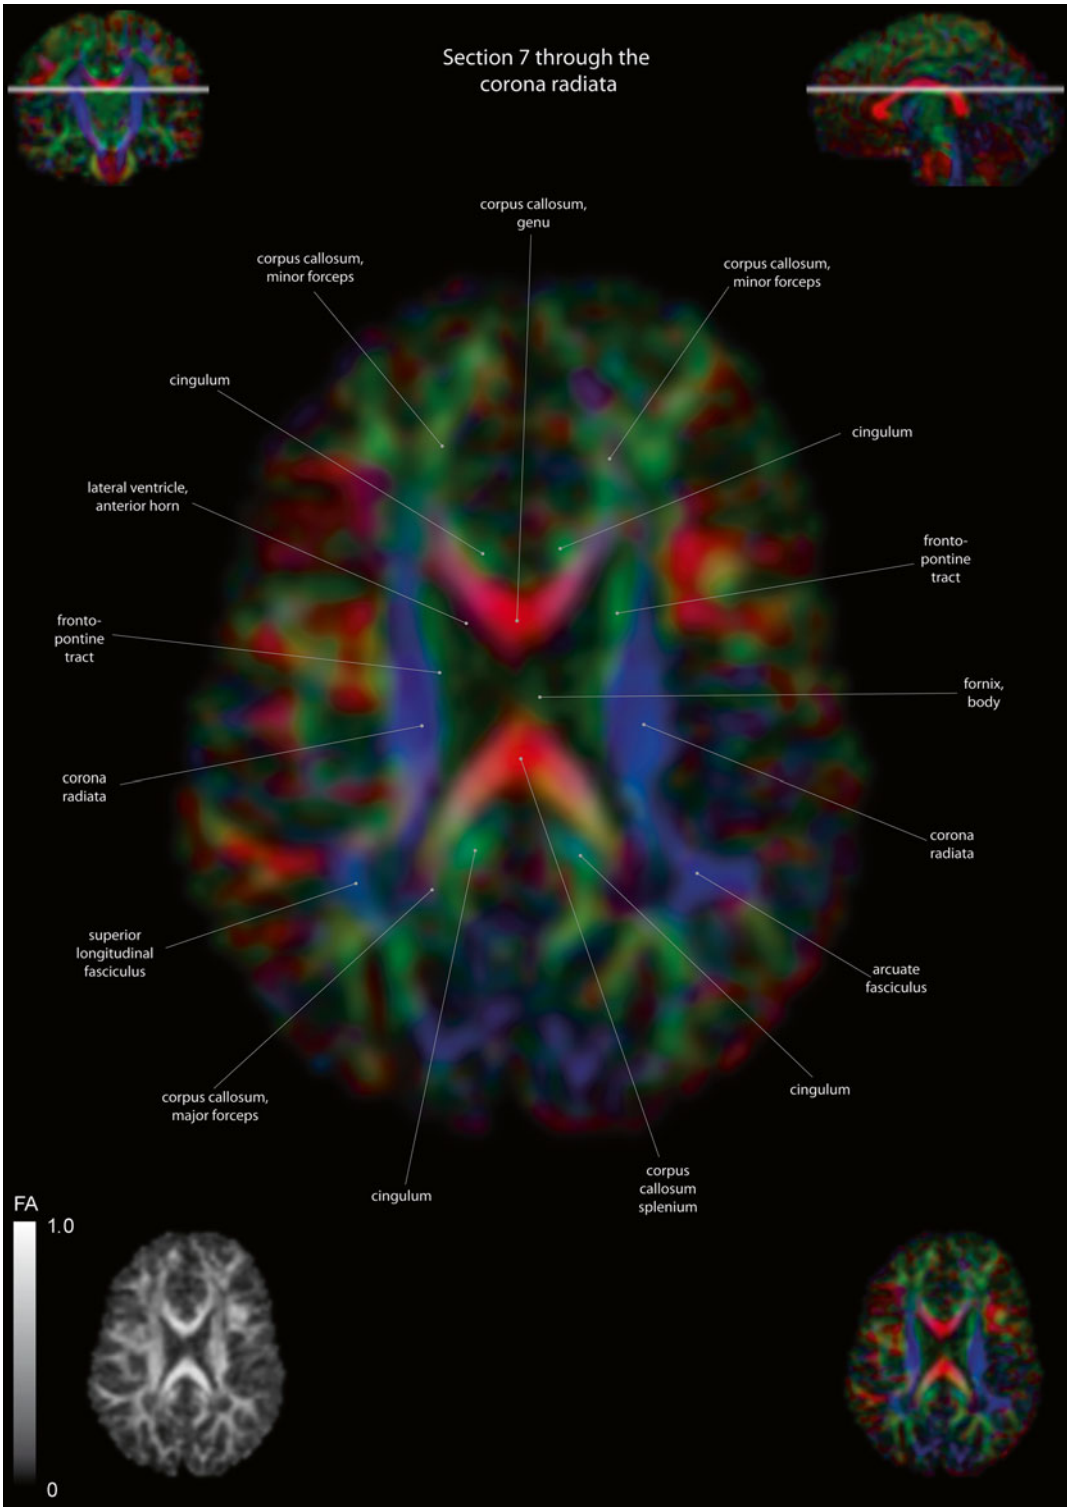 Section 7 through the
corona radiata
corpus callosum,
genu
corpus callosum,
minor forceps
corpus callosum,
minor forceps
cingulum
cingulum
lateral ventricle,
anterior horn
fronto-
pontine
tract
fronto-
pontine
tract
fornix,
body
corona
radiata
corona
radiata
superior
longitudinal
fasciculus
arcuate
fasciculus
corpus callosum,
major forceps
cingulum
cingulum
corpus
callosum
splenium
FA
1.0
0